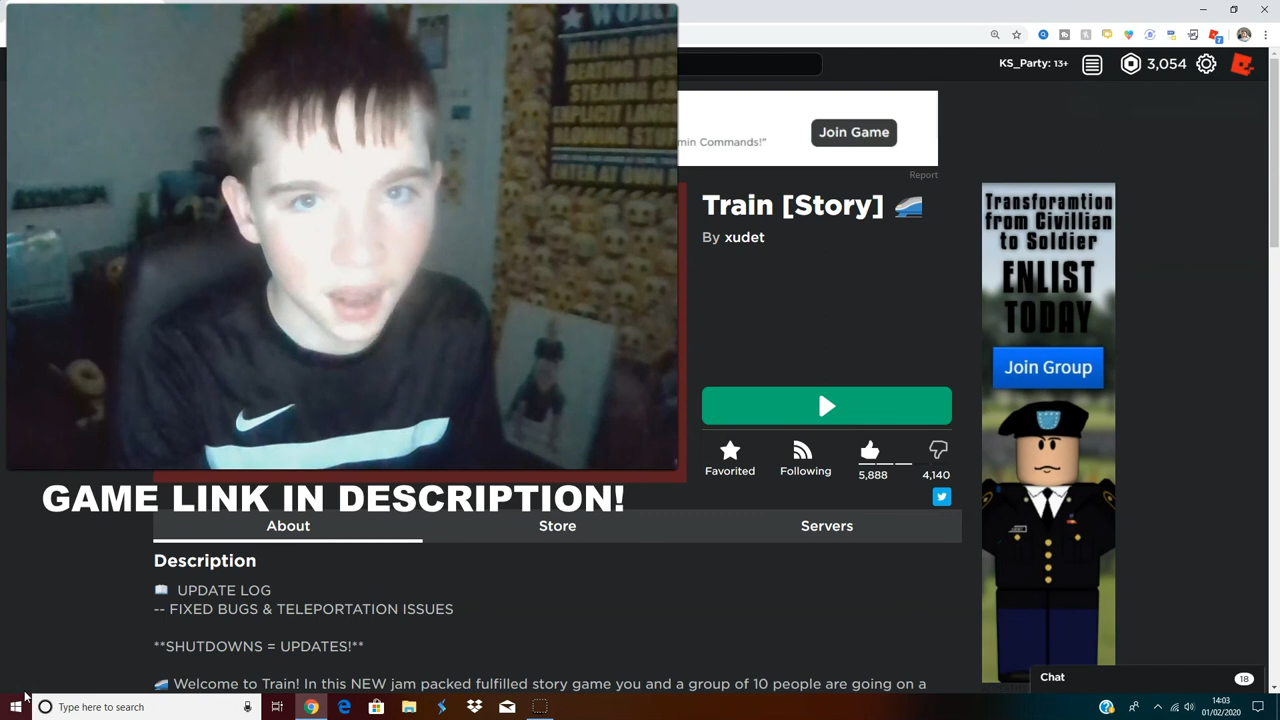 KS_Party: 13+
3,054
7
min Commands!"
Join Game
Report
Train [Story]
By xudet
Favorited
Following
5,888
4,140
GAME LINK IN DESCRIPTION!
About
Store
Servers
Description
UPDATE LOG
-- FIXED BUGS & TELEPORTATION ISSUES
**SHUTDOWNS = UPDATES!**
Welcome to Train! In this NEW jam packed fulfilled story game you and a group of 10 people are going on a
Transforamtion
from Civillian
to Soldier
ENLIST
TODAY
Join Group
Chat
18
Type here to search
14:03
01/02/2020